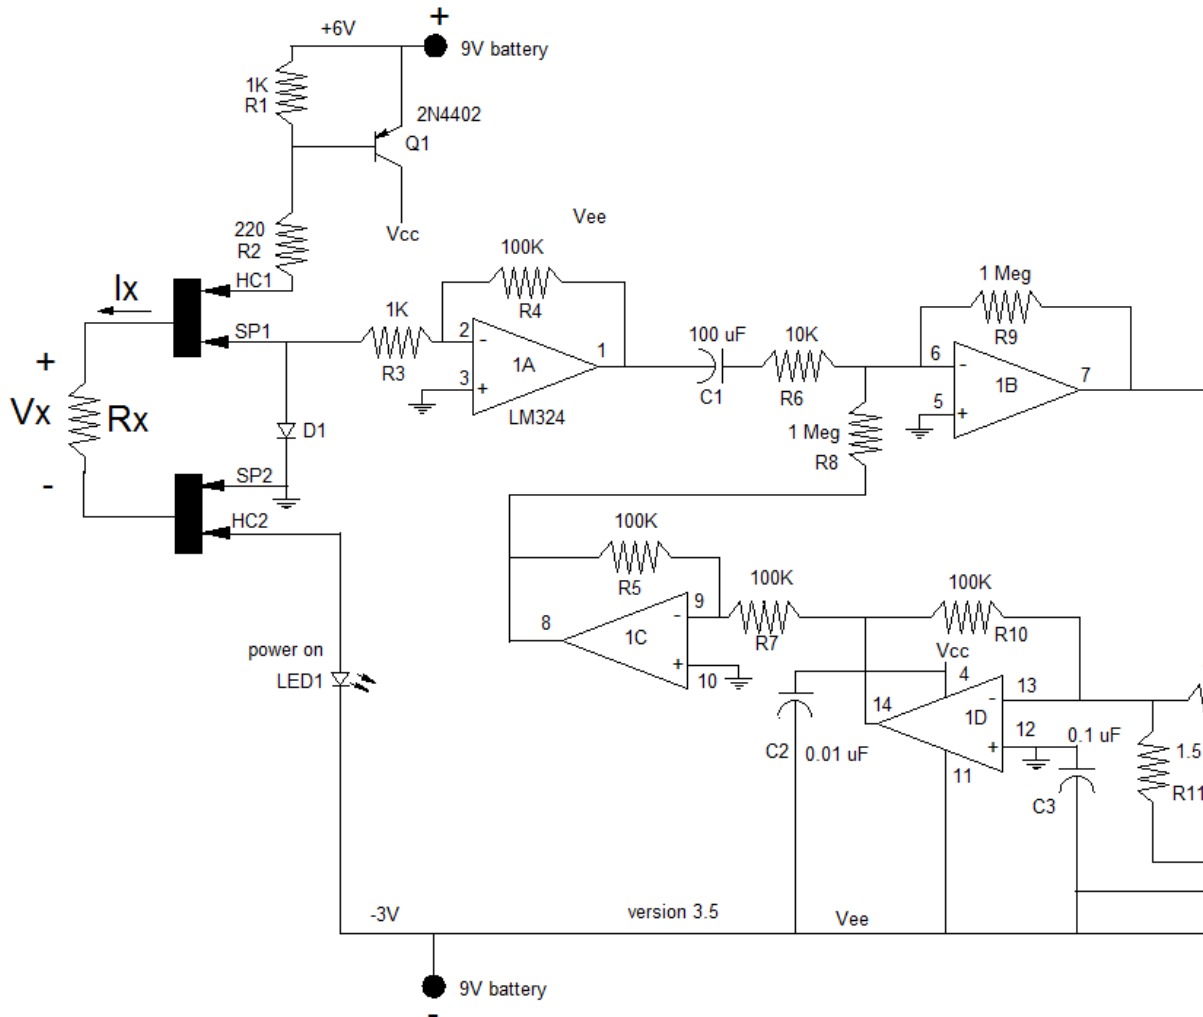 +
+6V
9V battery
1K
R1
2N4402
Q1
220
R2
Vcc
Vee
100K
R4
1 Meg
R9
HC1
Ix
SP1
1K
R3
2
-
1A
1
3
+
LM324
100 uF
C1
10K
R6
6
-
1B
7
5
+
+
Vx
Rx
-
D1
1 Meg
R8
SP2
HC2
100K
R5
100K
R7
100K
R10
8
1C
9
-
+
10
power on
LED1
Vcc
4
14
1D
-
13
12
+
11
0.1 uF
C3
C2
0.01 uF
1.5
R11
-3V
version 3.5
Vee
9V battery
-